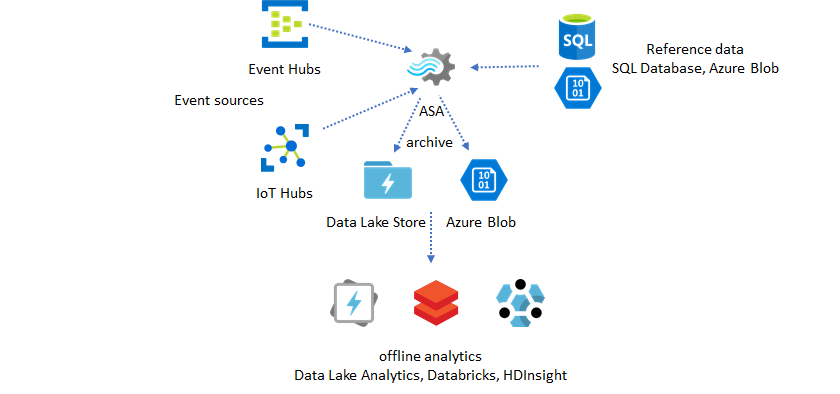 SQL
Reference data
SQL Database, Azure Blob
10
01
Event Hubs
Event sources
ASA
archive
IoT Hubs
10
01
Data Lake Store
Azure Blob
offline analytics
Data Lake Analytics, Databricks, HDInsight